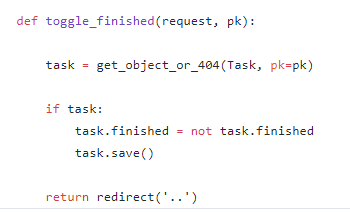 def toggle_finished(request, pk):
task = get_object_or_404(Task, pk=pk)
if task:
task.finished = not task.finished
task.save()
return redirect('..')